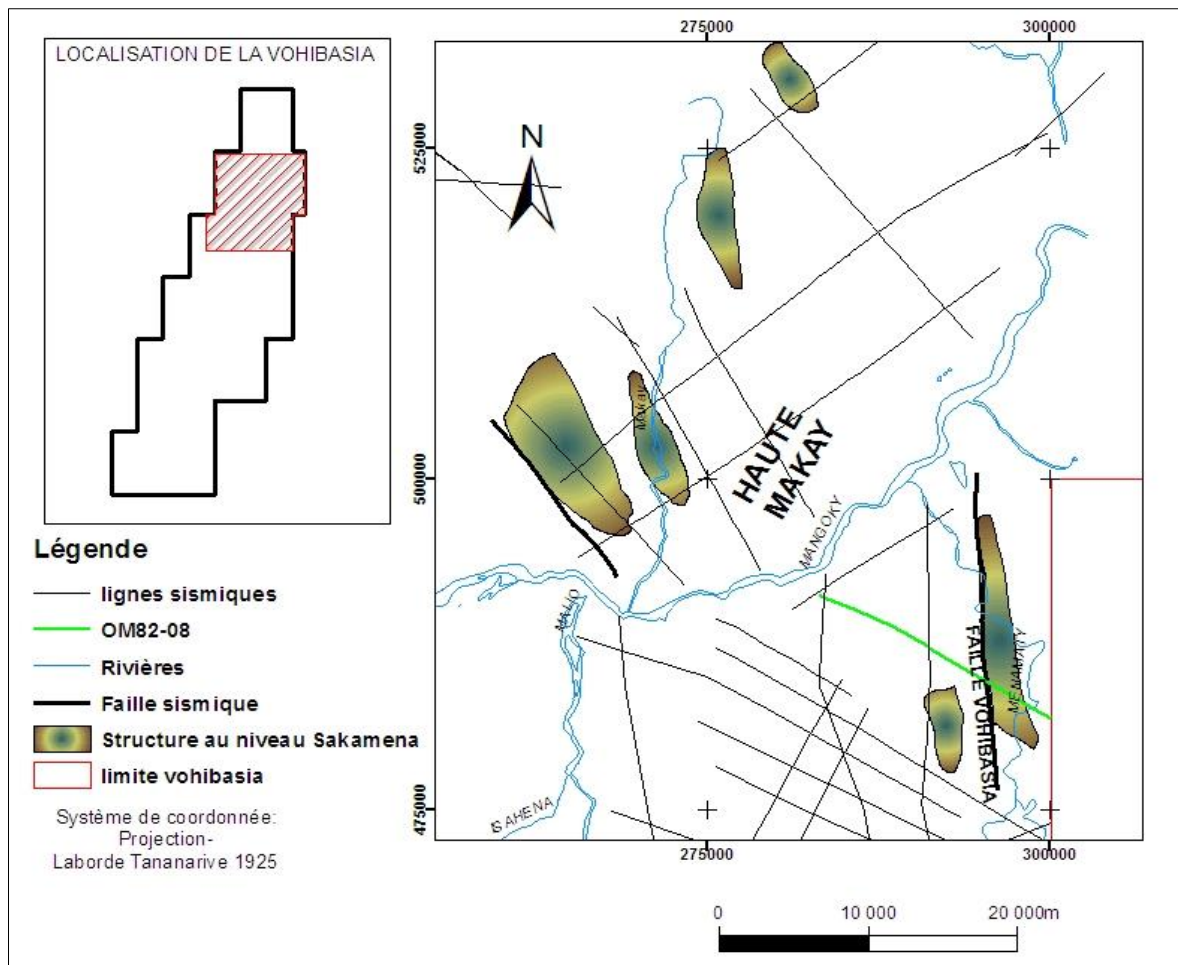 LOCALISATION DE LA VOHIBASIA
N
Légende
lignes sismiques
OM82-08
Rivières
Faille sismique
Structure au niveau Sakamena
limite vohibasia
Système de coordonnée:
Projection-
Laborde Tananarive 1925
275000
300000
525000
500000
475000
MAKAY
HAUTE
MAKAY
MANGOKY
MALIO
ISAHENA
FAILLE VOHIBASIA
275000
300000
0
10 000
20 000m